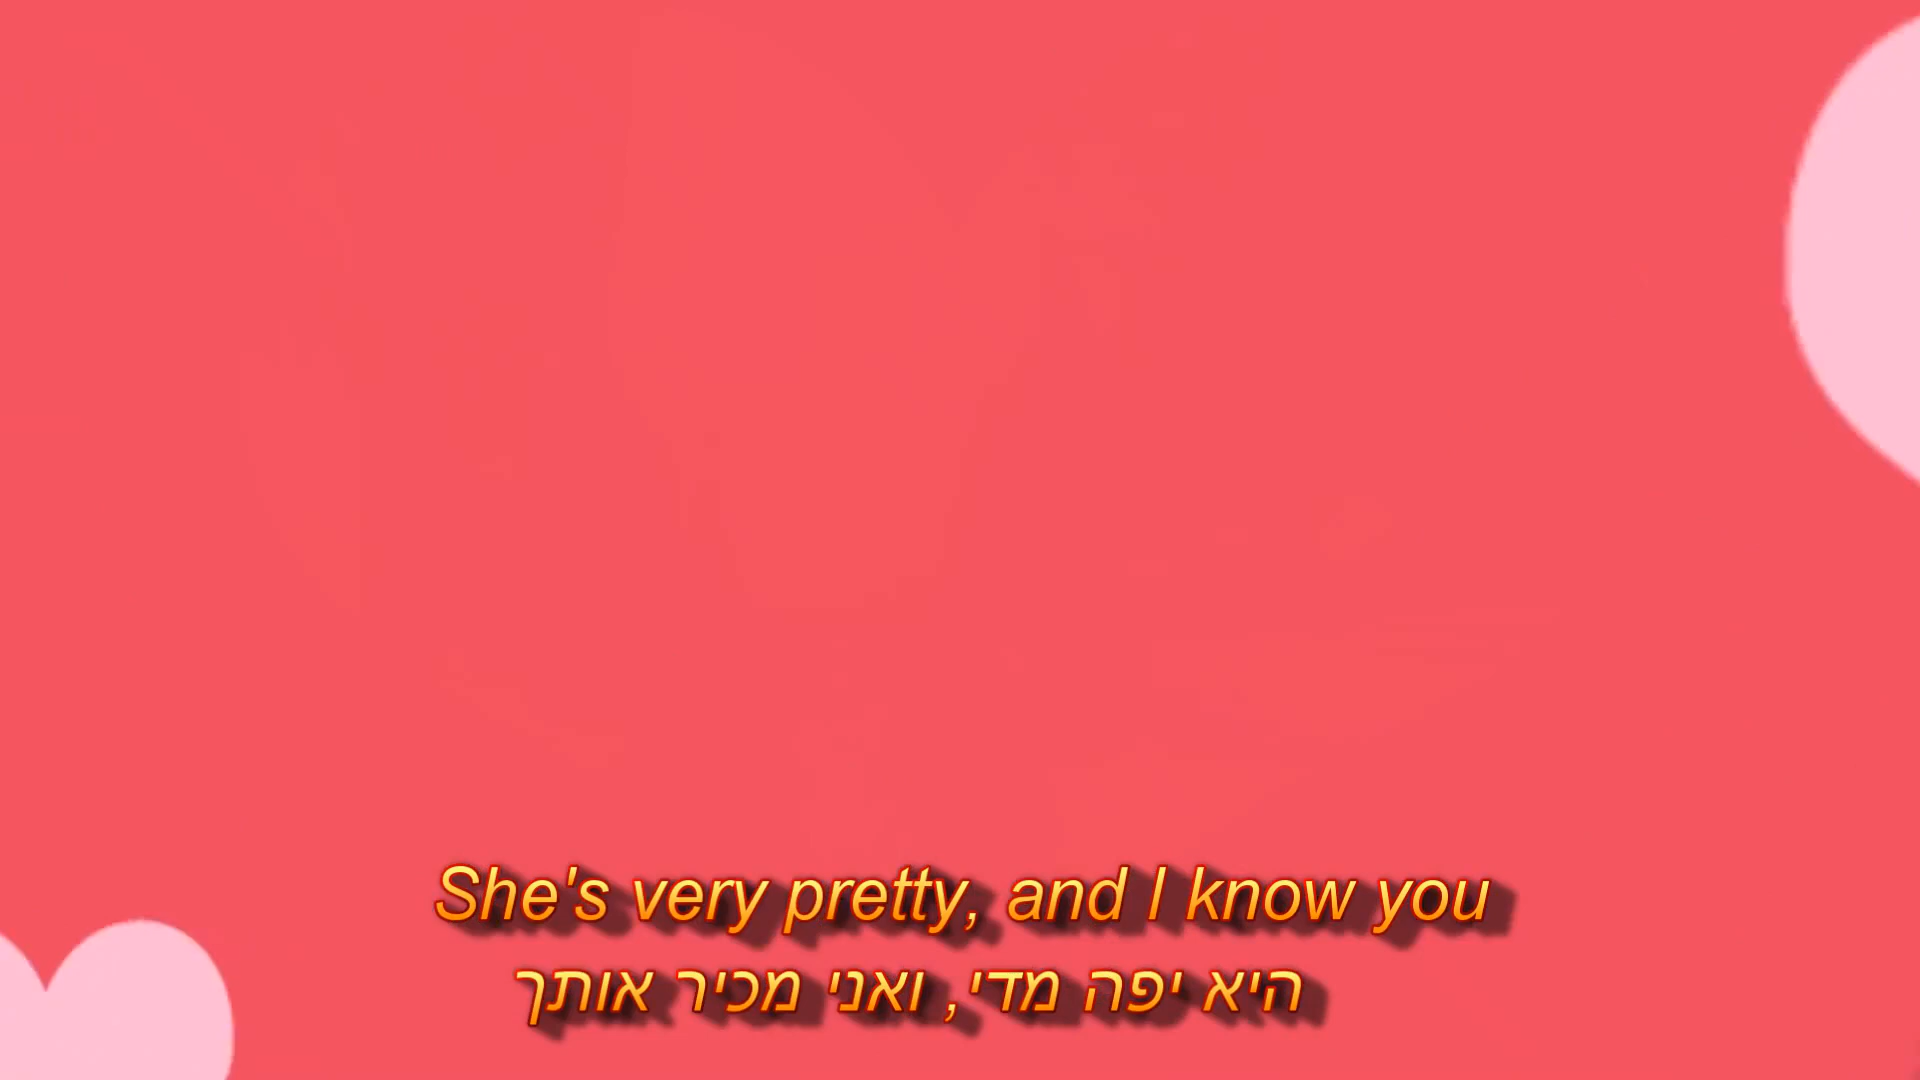 She's very pretty, and I know you
היא יפה מדי, ואני מכיר אותך